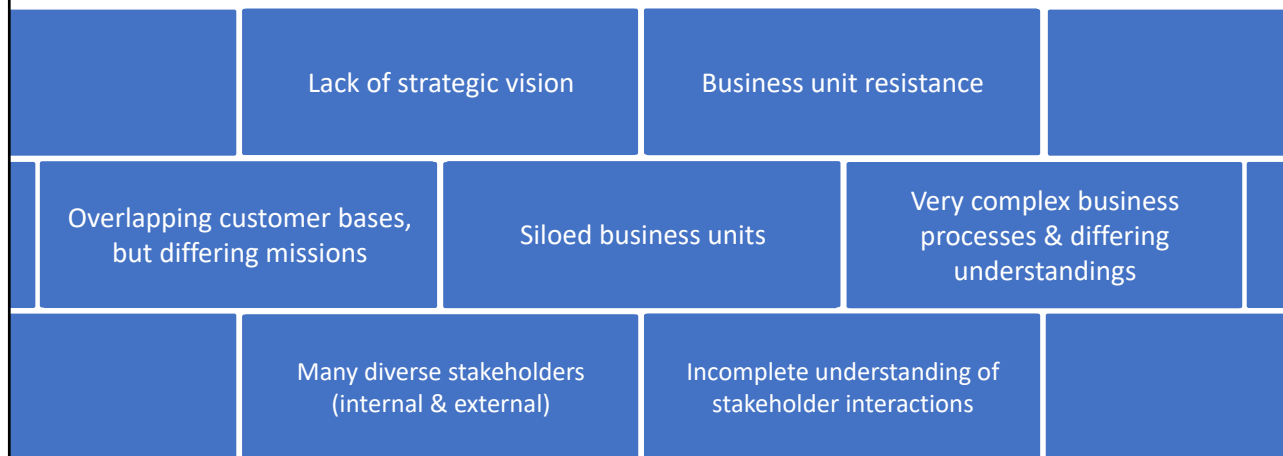 Lack of strategic vision
Business unit resistance
Overlapping customer bases,
but differing missions
Siloed business units
Very complex business
processes & differing
understandings
Many diverse stakeholders
(internal & external)
Incomplete understanding of
stakeholder interactions